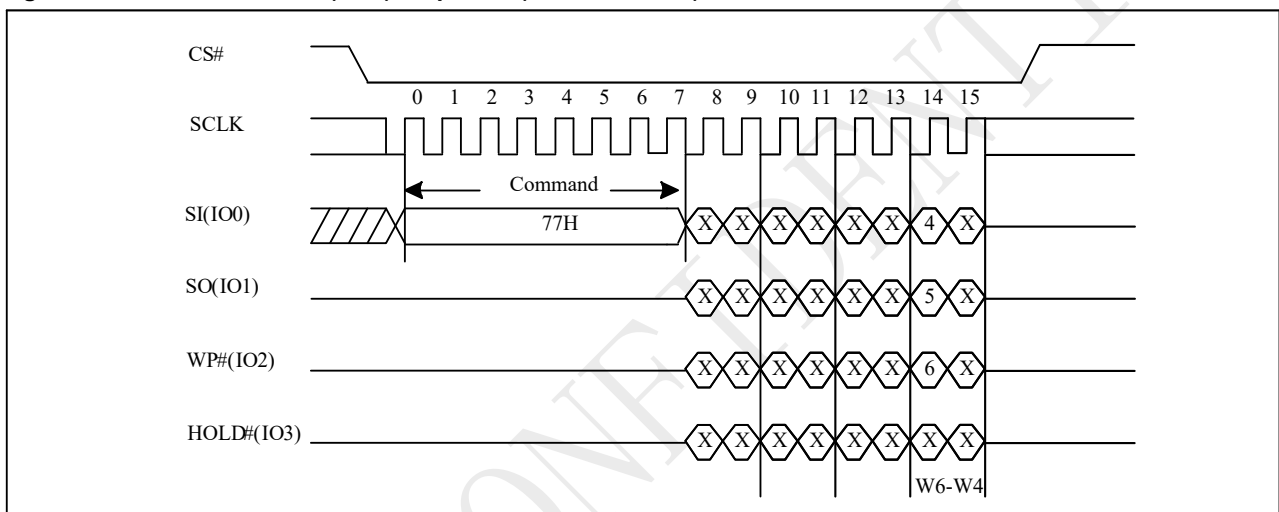 CS#
0 1 2 3 4 5 6 7 8 9 10 11 12 13 14 15
SCLK
Command
SI(IO0) 77H X X X X X X 4 X
SO(IO1) X X X X X X 5 X
WP#(IO2) X X X X X X 6 X
HOLD#(IO3) X X X X X X X X
W6-W4